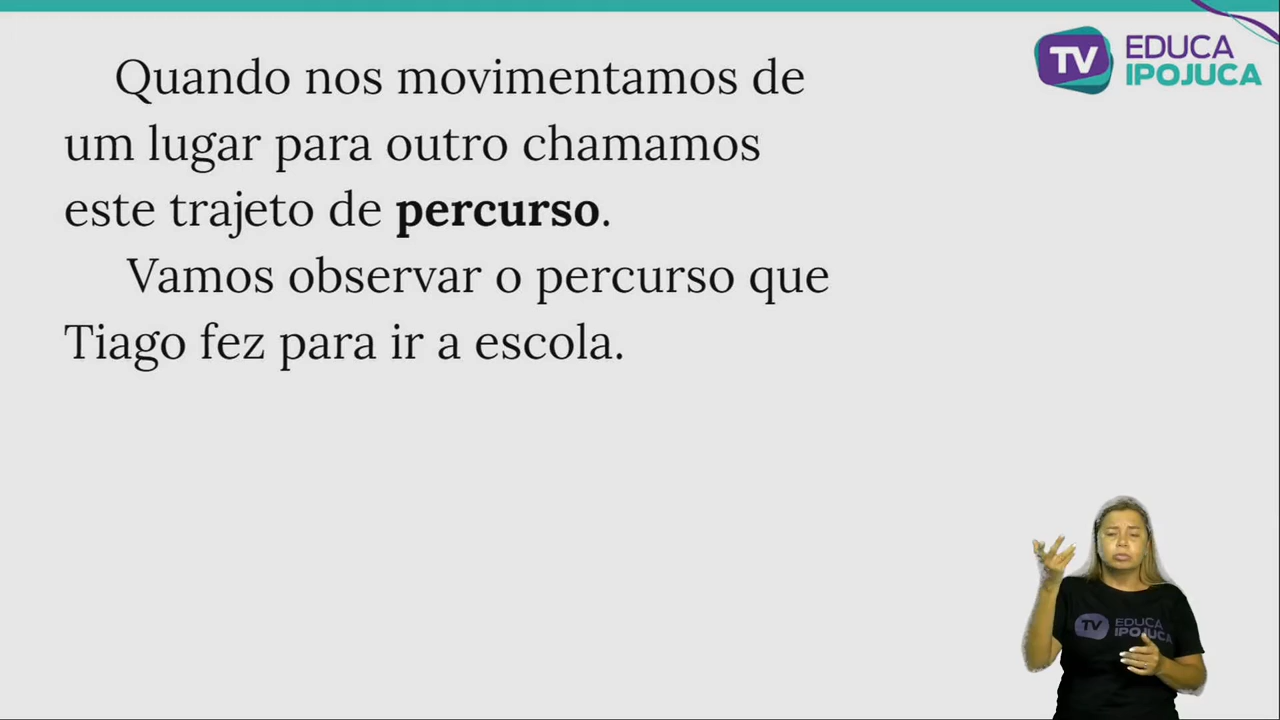 Quando nos movimentamos de
um lugar para outro chamamos
este trajeto de percurso.
Vamos observar o percurso que
Tiago fez para ir a escola.
TV EDUCA
IPOJUCA
TV EDUCA
IPOJUCA